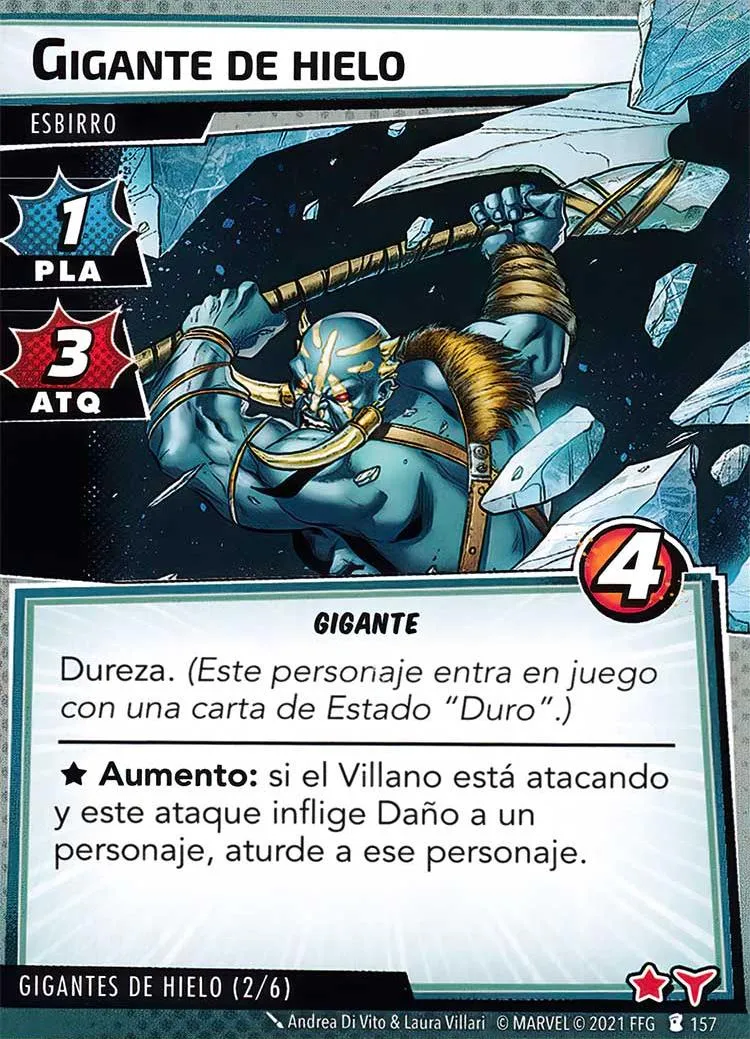 GIGANTE DE HIELO
ESBIRRO
1
PLA
3
ATQ
4
GIGANTE
Dureza. (Este personaje entra en juego
con una carta de Estado “Duro”.)
★ Aumento: si el Villano está atacando
y este ataque inflige Daño a un
personaje, aturde a ese personaje.
GIGANTES DE HIELO (2/6)
Andrea Di Vito & Laura Villari © MARVEL © 2021 FFG 157